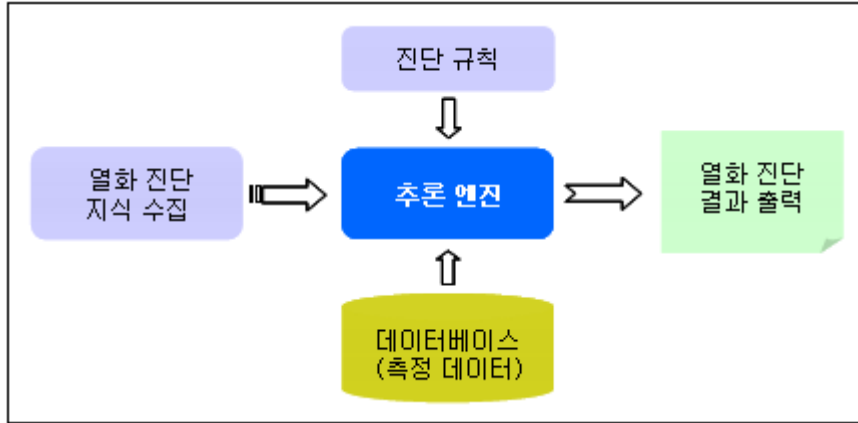 진단 규칙
열화 진단
지식 수집
추론 엔진
열화 진단
결과 출력
데이터베이스
(측정 데이터)